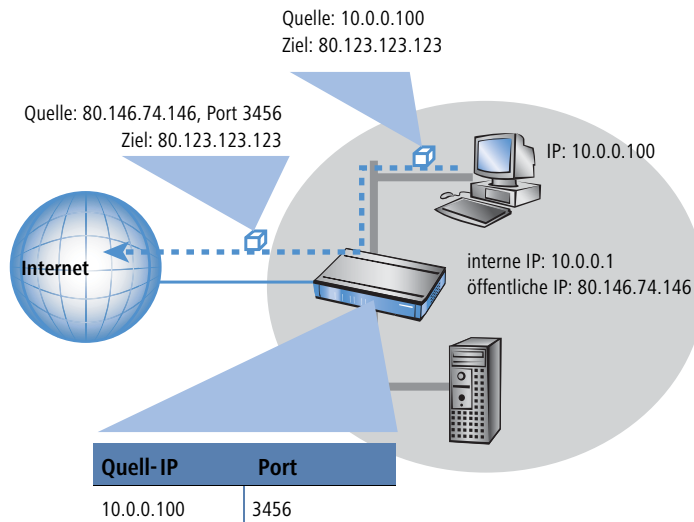 Quelle: 10.0.0.100
Ziel: 80.123.123.123
Quelle: 80.146.74.146, Port 3456
Ziel: 80.123.123.123
IP: 10.0.0.100
Internet
interne IP: 10.0.0.1
öffentliche IP: 80.146.74.146
Quell-IP Port
10.0.0.100 3456